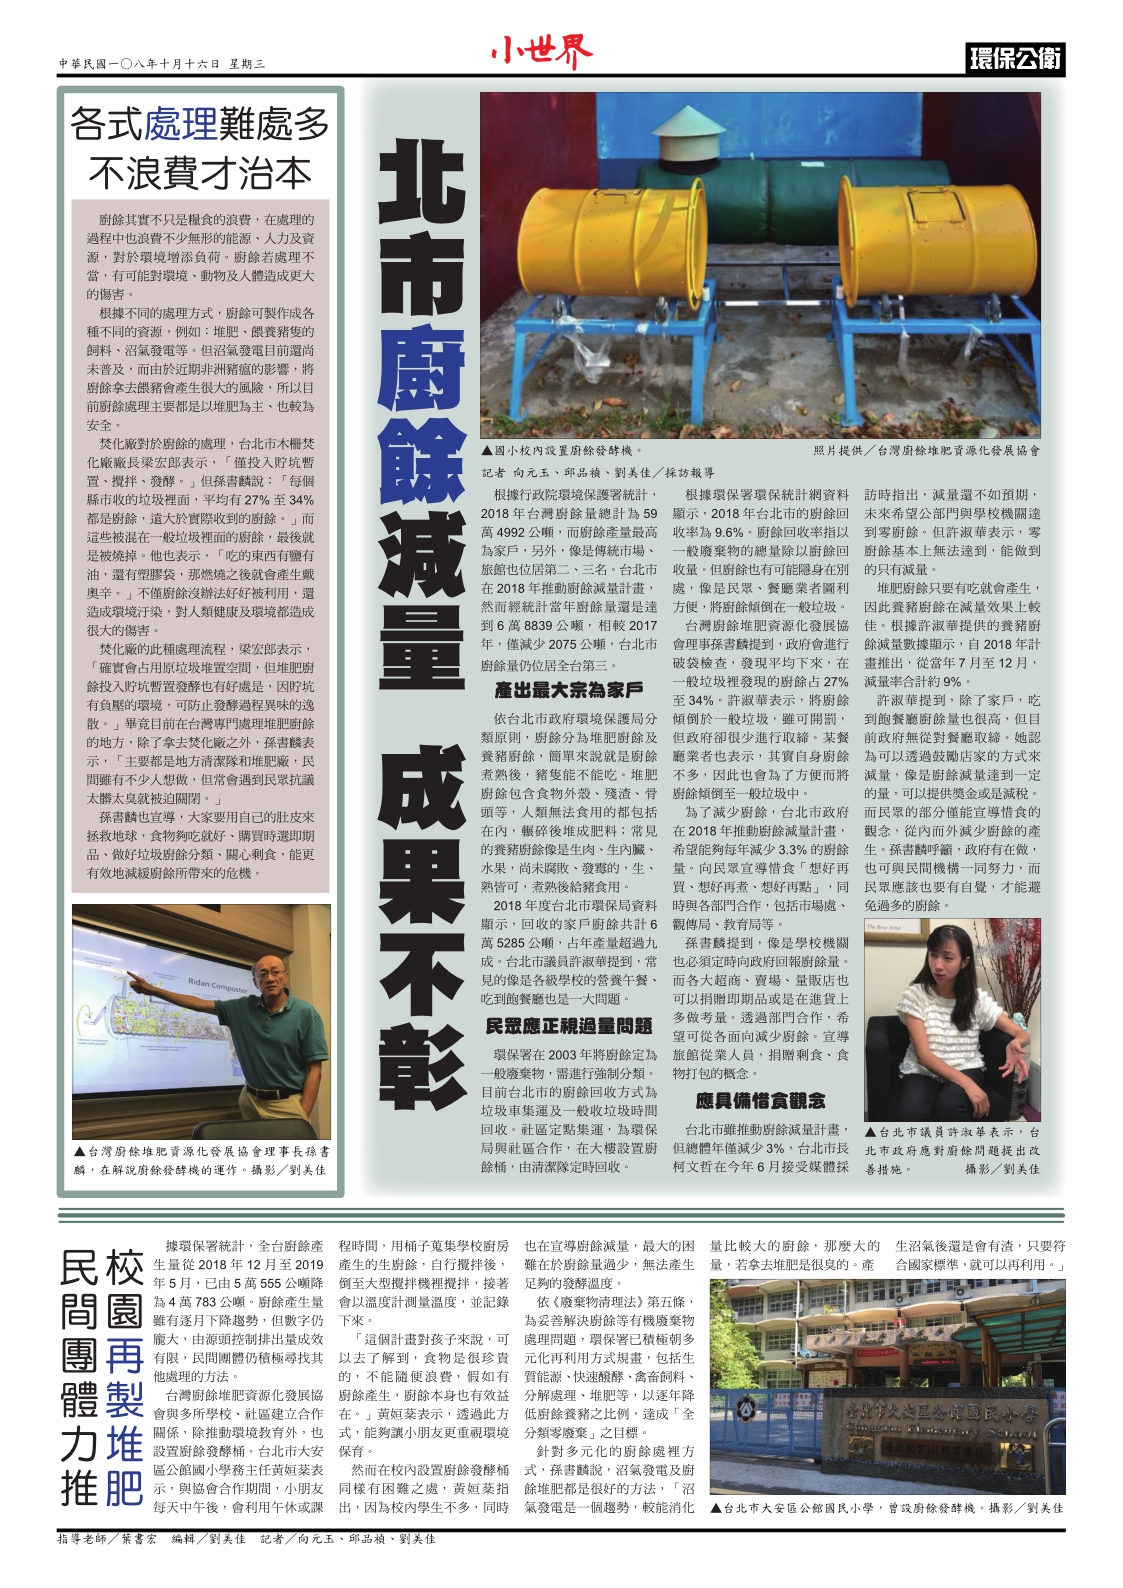 中華民國一〇八年十月十六日 星期三
小世界
環保公衛
各式處理難處多
不浪費才治本
廚餘其實不只是糧食的浪費，在處理的
過程中也浪費不少無形的能源、人力及資
源，對於環境增添負荷。廚餘若處理不
當，有可能對環境、動物及人體造成更大
的傷害。
根據不同的處理方式，廚餘可製作成各
種不同的資源，例如：堆肥、餵養豬隻的
飼料、沼氣發電等。但沼氣發電目前還尚
未普及，而由於近期非洲豬瘟的影響，將
廚餘拿去餵豬會產生很大的風險，所以目
前廚餘處理主要都是以堆肥為主、也較為
安全。
焚化廠對於廚餘的處理，台北市木柵焚
化廠廠長梁宏郎表示，「僅投入貯坑暫
置、攪拌、發酵。」但孫書麟說：「每個
縣市收的垃圾裡面，平均有 27% 至 34%
都是廚餘，遠大於實際收到的廚餘。」而
這些被混在一般垃圾裡面的廚餘，最後就
是被燒掉。他也表示，「吃的東西有鹽有
油，還有塑膠袋，那燃燒之後就會產生戴
奧辛。」不僅廚餘沒辦法好好被利用，還
造成環境汙染，對人類健康及環境都造成
很大的傷害。
焚化廠的此種處理流程，梁宏郎表示，
「確實會占用原垃圾堆置空間，但堆肥廚
餘投入貯坑暫置發酵也有好處是，因貯坑
有負壓的環境，可防止發酵過程異味的逸
散。」畢竟目前在台灣專門處理堆肥廚餘
的地方，除了拿去焚化廠之外，孫書麟表
示，「主要都是地方清潔隊和堆肥廠，民
間雖有不少人想做，但常會遇到民眾抗議
太髒太臭就被迫關閉。」
孫書麟也宣導，大家要用自己的肚皮來
拯救地球，食物夠吃就好、購買時選即期
品、做好垃圾廚餘分類、關心剩食，能更
有效地減緩廚餘所帶來的危機。
Ridan Composter
▲台灣廚餘堆肥資源化發展協會理事長孫書
麟，在解說廚餘發酵機的運作。攝影／劉美佳
北市廚餘減量 成果不彰
▲國小校內設置廚餘發酵機。 照片提供／台灣廚餘堆肥資源化發展協會
記者 向元玉、邱品禎、劉美佳／採訪報導
根據行政院環境保護署統計，
2018 年台灣廚餘量總計為 59
萬 4992 公噸，而廚餘產量最高
為家戶，另外，像是傳統市場、
旅館也位居第二、三名。台北市
在 2018 年推動廚餘減量計畫，
然而經統計當年廚餘量還是達
到 6 萬 8839 公噸，相較 2017
年，僅減少 2075 公噸，台北市
廚餘量仍位居全台第三。
產出最大宗為家戶
依台北市政府環境保護局分
類原則，廚餘分為堆肥廚餘及
養豬廚餘，簡單來說就是廚餘
煮熟後，豬隻能不能吃。堆肥
廚餘包含食物外殼、殘渣、骨
頭等，人類無法食用的都包括
在內，輾碎後堆成肥料；常見
的養豬廚餘像是生肉、生內臟、
水果，尚未腐敗、發霉的，生、
熟皆可，煮熟後給豬食用。
2018 年度台北市環保局資料
顯示，回收的家戶廚餘共計 6
萬 5285 公噸，占年產量超過九
成。台北市議員許淑華提到，常
見的像是各級學校的營養午餐、
吃到飽餐廳也是一大問題。
民眾應正視過量問題
環保署在 2003 年將廚餘定為
一般廢棄物，需進行強制分類。
目前台北市的廚餘回收方式為
垃圾車集運及一般收垃圾時間
回收。社區定點集運，為環保
局與社區合作，在大樓設置廚
餘桶，由清潔隊定時回收。
根據環保署環保統計網資料
顯示，2018 年台北市的廚餘回
收率為 9.6%。廚餘回收率指以
一般廢棄物的總量除以廚餘回
收量。但廚餘也有可能隱身在別
處，像是民眾、餐廳業者圖利
方便，將廚餘傾倒在一般垃圾。
台灣廚餘堆肥資源化發展協
會理事孫書麟提到，政府會進行
破袋檢查，發現平均下來，在
一般垃圾裡發現的廚餘占 27%
至 34%。許淑華表示，將廚餘
傾倒於一般垃圾，雖可開罰，
但政府卻很少進行取締。某餐
廳業者也表示，其實自身廚餘
不多，因此也會為了方便而將
廚餘傾倒至一般垃圾中。
為了減少廚餘，台北市政府
在 2018 年推動廚餘減量計畫，
希望能夠每年減少 3.3% 的廚餘
量。向民眾宣導惜食「想好再
買、想好再煮、想好再點」，同
時與各部門合作，包括市場處、
觀傳局、教育局等。
孫書麟提到，像是學校機關
也必須定時向政府回報廚餘量。
而各大超商、賣場、量販店也
可以捐贈即期品或是在進貨上
多做考量。透過部門合作，希
望可從各面向減少廚餘。宣導
旅館從業人員，捐贈剩食、食
物打包的概念。
應具備惜食觀念
台北市雖推動廚餘減量計畫，
但總體年僅減少 3%，台北市長
柯文哲在今年 6 月接受媒體採
訪時指出，減量還不如預期，
未來希望公部門與學校機關達
到零廚餘。但許淑華表示，零
廚餘基本上無法達到，能做到
的只有減量。
堆肥廚餘只要有吃就會產生，
因此養豬廚餘在減量效果上較
佳。根據許淑華提供的養豬廚
餘減量數據顯示，自 2018 年計
畫推出，從當年 7 月至 12 月，
減量率合計約 9%。
許淑華提到，除了家戶，吃
到飽餐廳廚餘量也很高，但目
前政府無從對餐廳取締。她認
為可以透過鼓勵店家的方式來
減量，像是廚餘減量達到一定
的量，可以提供獎金或是減稅。
而民眾的部分僅能宣導惜食的
觀念，從內而外減少廚餘的產
生。孫書麟呼籲，政府有在做，
也可與民間機構一同努力，而
民眾應該也要有自覺，才能避
免過多的廚餘。
The Rose Area
▲台北市議員許淑華表示，台
北市政府應對廚餘問題提出改
善措施。 攝影／劉美佳
校園再製堆肥
民間團體力推
據環保署統計，全台廚餘產
生量從 2018 年 12 月至 2019
年 5 月，已由 5 萬 555 公噸降
為 4 萬 783 公噸。廚餘產生量
雖有逐月下降趨勢，但數字仍
龐大，由源頭控制排出量成效
有限，民間團體仍積極尋找其
他處理的方法。
台灣廚餘堆肥資源化發展協
會與多所學校、社區建立合作
關係，除推動環境教育外，也
設置廚餘發酵桶。台北市大安
區公館國小學務主任黃姮棻表
示，與協會合作期間，小朋友
每天中午後，會利用午休或課
程時間，用桶子蒐集學校廚房
產生的生廚餘，自行攪拌後，
倒至大型攪拌機裡攪拌，接著
會以溫度計測量溫度，並記錄
下來。
「這個計畫對孩子來說，可
以去了解到，食物是很珍貴
的，不能隨便浪費，假如有
廚餘產生，廚餘本身也有效益
在。」黃姮棻表示，透過此方
式，能夠讓小朋友更重視環境
保育。
然而在校內設置廚餘發酵桶
同樣有困難之處，黃姮棻指
出，因為校內學生不多，同時
也在宣導廚餘減量，最大的困
難在於廚餘量過少，無法產生
足夠的發酵溫度。
依《廢棄物清理法》第五條，
為妥善解決廚餘等有機廢棄物
處理問題，環保署已積極朝多
元化再利用方式規畫，包括生
質能源、快速醱酵、禽畜飼料、
分解處理、堆肥等，以逐年降
低廚餘養豬之比例，達成「全
分類零廢棄」之目標。
針對多元化的廚餘處裡方
式，孫書麟說，沼氣發電及廚
餘堆肥都是很好的方法，「沼
氣發電是一個趨勢，較能消化
量比較大的廚餘，那麼大的
量，若拿去堆肥是很臭的。產
生沼氣後還是會有渣，只要符
合國家標準，就可以再利用。」
臺北市大安區公館國民小學
Elementary School
▲台北市大安區公館國民小學，曾設廚餘發酵機。攝影／劉美佳
指導老師／葉書宏 編輯／劉美佳 記者／向元玉、邱品禎、劉美佳